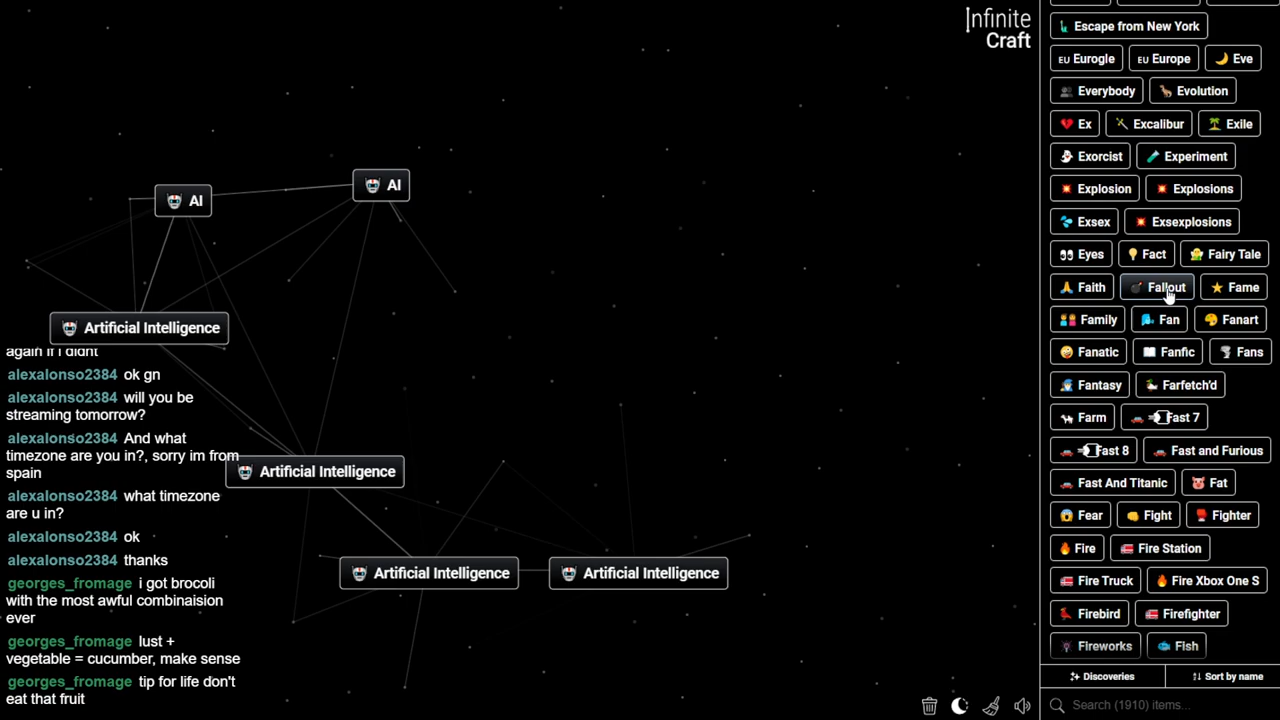 Infinite
Craft
AI
AI
Artificial Intelligence
Artificial Intelligence
Artificial Intelligence
Artificial Intelligence
again if i didnt
alexalonso2384 ok gn
alexalonso2384 will you be
streaming tomorrow?
alexalonso2384 And what
timezone are you in?, sorry im from
spain
alexalonso2384 what timezone
are u in?
alexalonso2384 ok
alexalonso2384 thanks
georges_fromage i got brocoli
with the most awful combinaision
ever
georges_fromage lust +
vegetable = cucumber, make sense
georges_fromage tip for life don't
eat that fruit
Escape from New York
EU Eurogle EU Europe Eve
Everybody Evolution
Ex Excalibur Exile
Exorcist Experiment
Explosion Explosions
Exsex Exsexplosions
Eyes Fact Fairy Tale
Faith Fallout Fame
Family Fan Fanart
Fanatic Fanfic Fans
Fantasy Farfetch'd
Farm Fast 7
Fast 8 Fast and Furious
Fast And Titanic Fat
Fear Fight Fighter
Fire Fire Station
Fire Truck Fire Xbox One S
Firebird Firefighter
Fireworks Fish
Discoveries Sort by name
Search (1910) items...